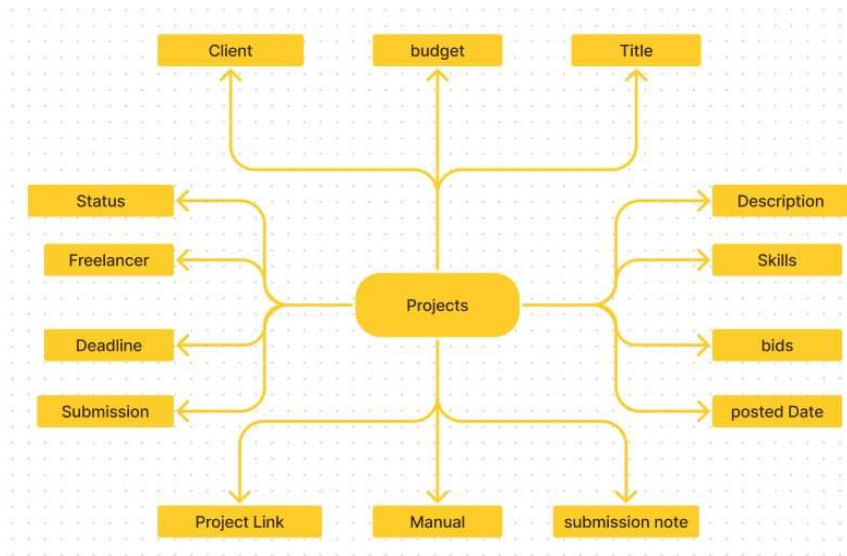 Client
budget
Title
Status
Description
Freelancer
Skills
Projects
Deadline
bids
Submission
posted Date
Project Link
Manual
submission note